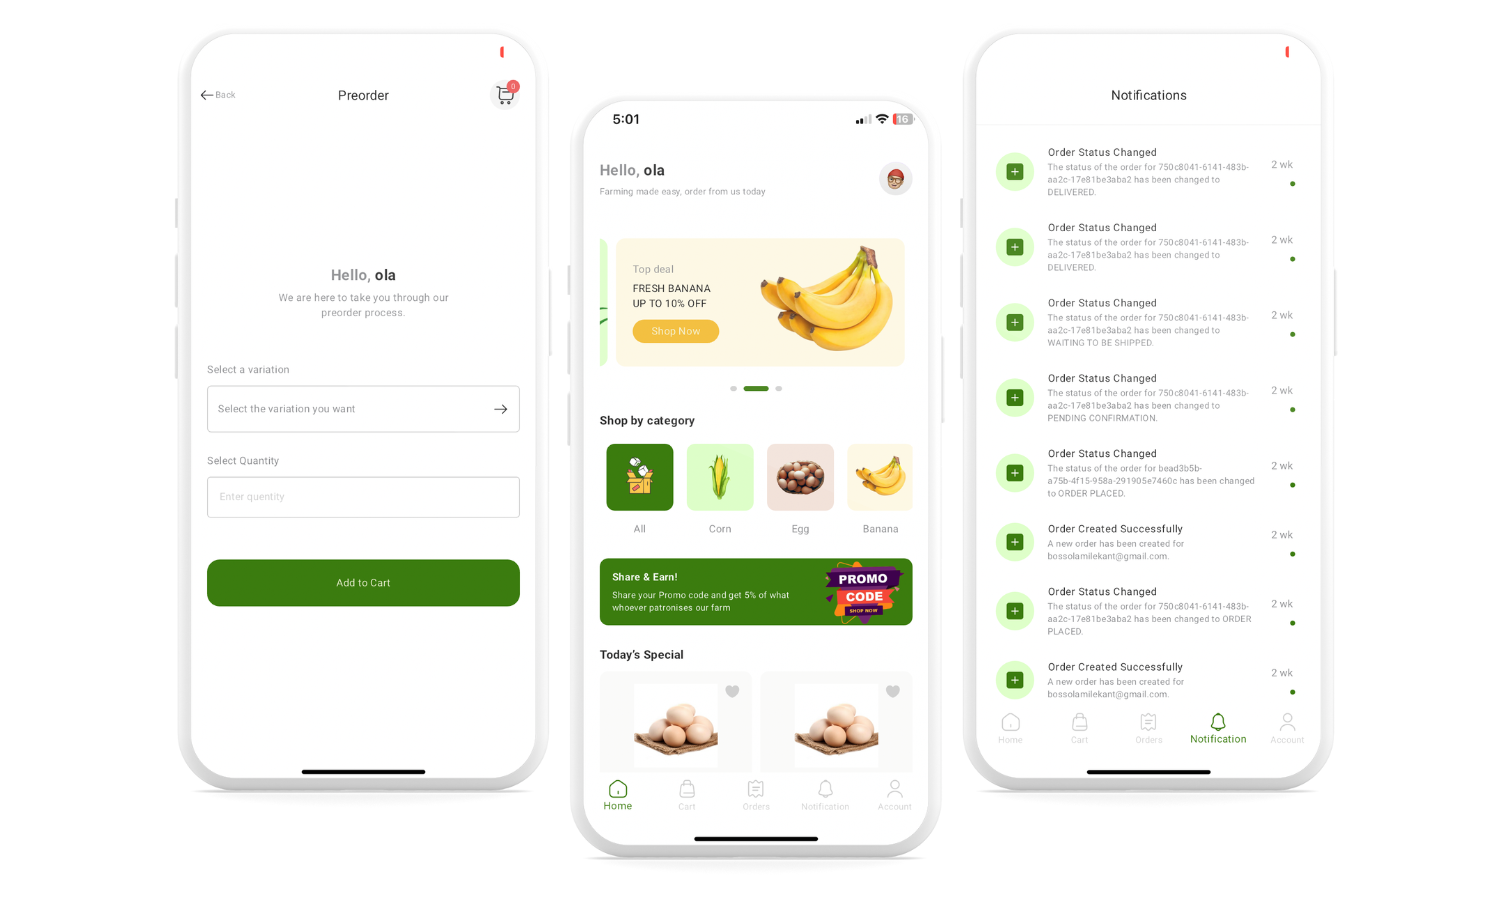 Back
Preorder
0
Hello, ola
We are here to take you through our
preorder process.
Select a variation
Select the variation you want
Select Quantity
Enter quentity
Add to Cart
5:01
16
Hello, ola
Farming made easy, order from us today
Top deal
FRESH BANANA
UP TO 10% OFF
Shop Now
Shop by category
All
Corn
Egg
Banana
Share & Earn!
Share your Promo code and get 5% of what
whoever patronises our farm
PROMO
CODE
SHOP NOW
Today's Special
Home
Cart
Orders
Notification
Account
Notifications
Order Status Changed
The status of the order for 750c8041-6141-483b-
aa2c-17e81be3aba2 has been changed to
DELIVERED.
2 wk
Order Status Changed
The status of the order for 750c8041-6141-483b-
aa2c-17e81be3aba2 has been changed to
DELIVERED.
2 wk
Order Status Changed
The status of the order for 750c8041-6141-483b-
aa2c-17e81be3aba2 has been changed to
WAITING TO BE SHIPPED.
2 wk
Order Status Changed
The status of the order for 750c8041-6141-483b-
aa2c-17e81be3aba2 has been changed to
PENDING CONFIRMATION.
2 wk
Order Status Changed
The status of the order for bead3b5b-
a75b-4f15-958a-291905e7460c has been changed
to ORDER PLACED.
2 wk
Order Created Successfully
A new order has been created for
bossolamilekant@gmail.com.
2 wk
Order Status Changed
The status of the order for 750c8041-6141-483b-
aa2c-17e81be3aba2 has been changed to ORDER
PLACED.
2 wk
Order Created Successfully
A new order has been created for
bossolamilekant@gmail.com.
2 wk
Home
Cart
Orders
Notification
Account